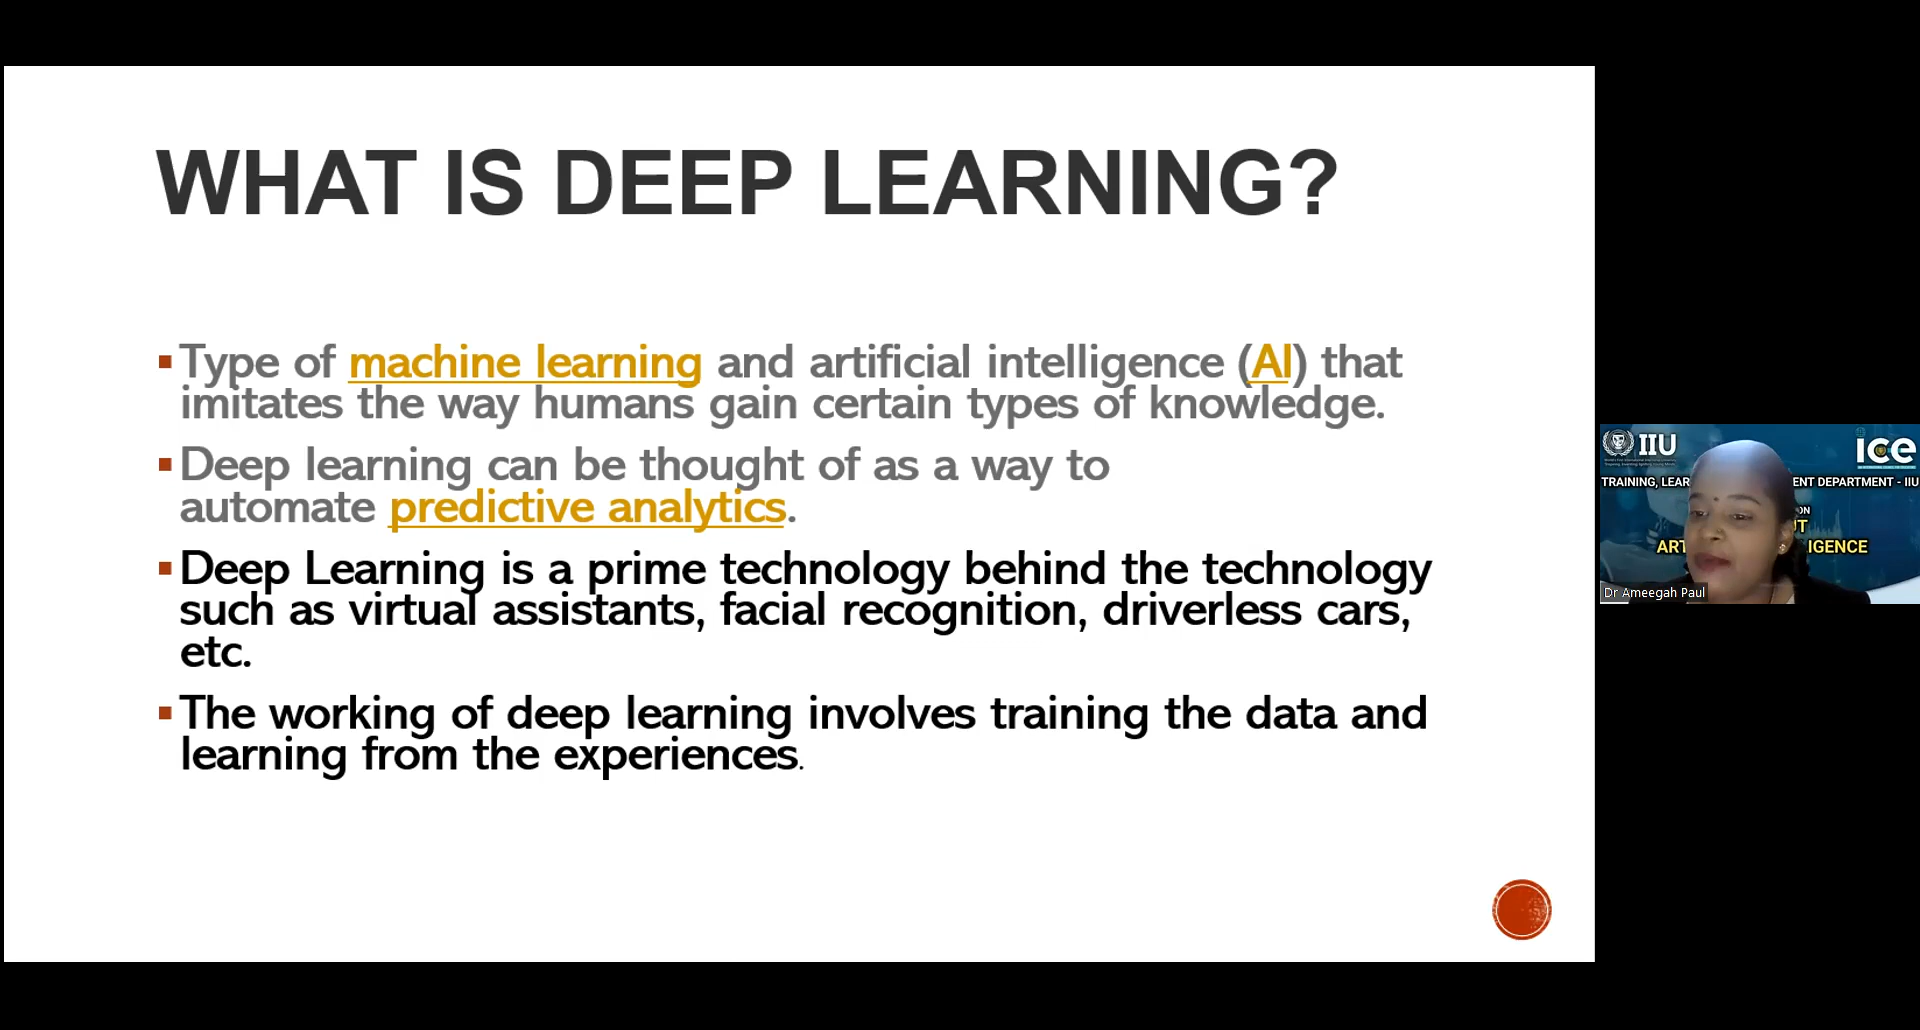 WHAT IS DEEP LEARNING?
Type of machine learning and artificial intelligence (AI) that
imitates the way humans gain certain types of knowledge.
Deep learning can be thought of as a way to
automate predictive analytics.
Deep Learning is a prime technology behind the technology
such as virtual assistants, facial recognition, driverless cars,
etc.
The working of deep learning involves training the data and
learning from the experiences.
IIU
ice
TRAINING, LEAR ENT DEPARTMENT - IIU
ON
UT
ART IGENCE
Dr Ameegah Paul